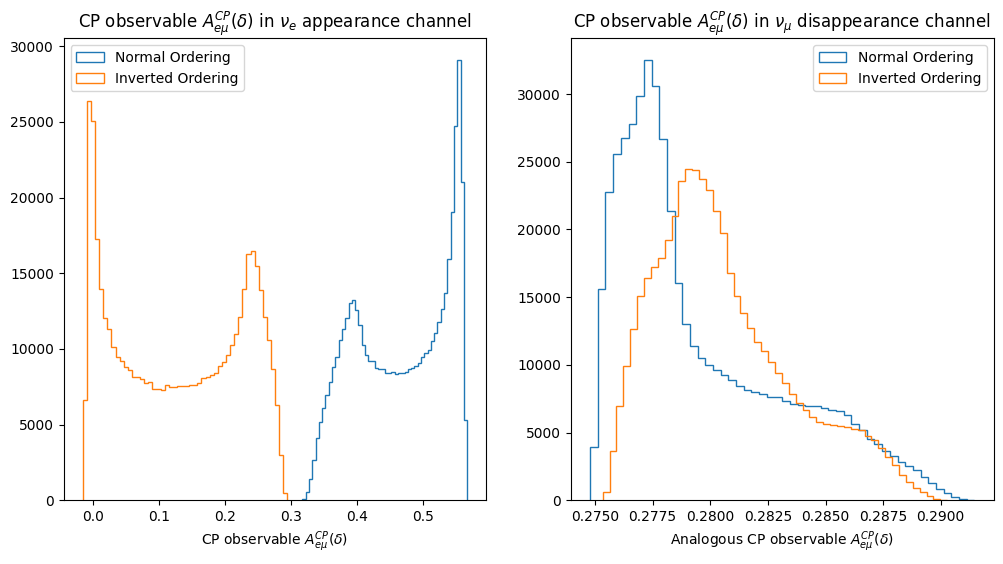 CP observable $A_{e\mu}^{CP}(\delta)$ in $\nu_e$ appearance channel
Normal Ordering
Inverted Ordering
30000
25000
20000
15000
10000
5000
0
0.0 0.1 0.2 0.3 0.4 0.5
CP observable $A_{e\mu}^{CP}(\delta)$
CP observable $A_{e\mu}^{CP}(\delta)$ in $\nu_\mu$ disappearance channel
Normal Ordering
Inverted Ordering
30000
25000
20000
15000
10000
5000
0
0.2750 0.2775 0.2800 0.2825 0.2850 0.2875 0.2900
Analogous CP observable $A_{e\mu}^{CP}(\delta)$